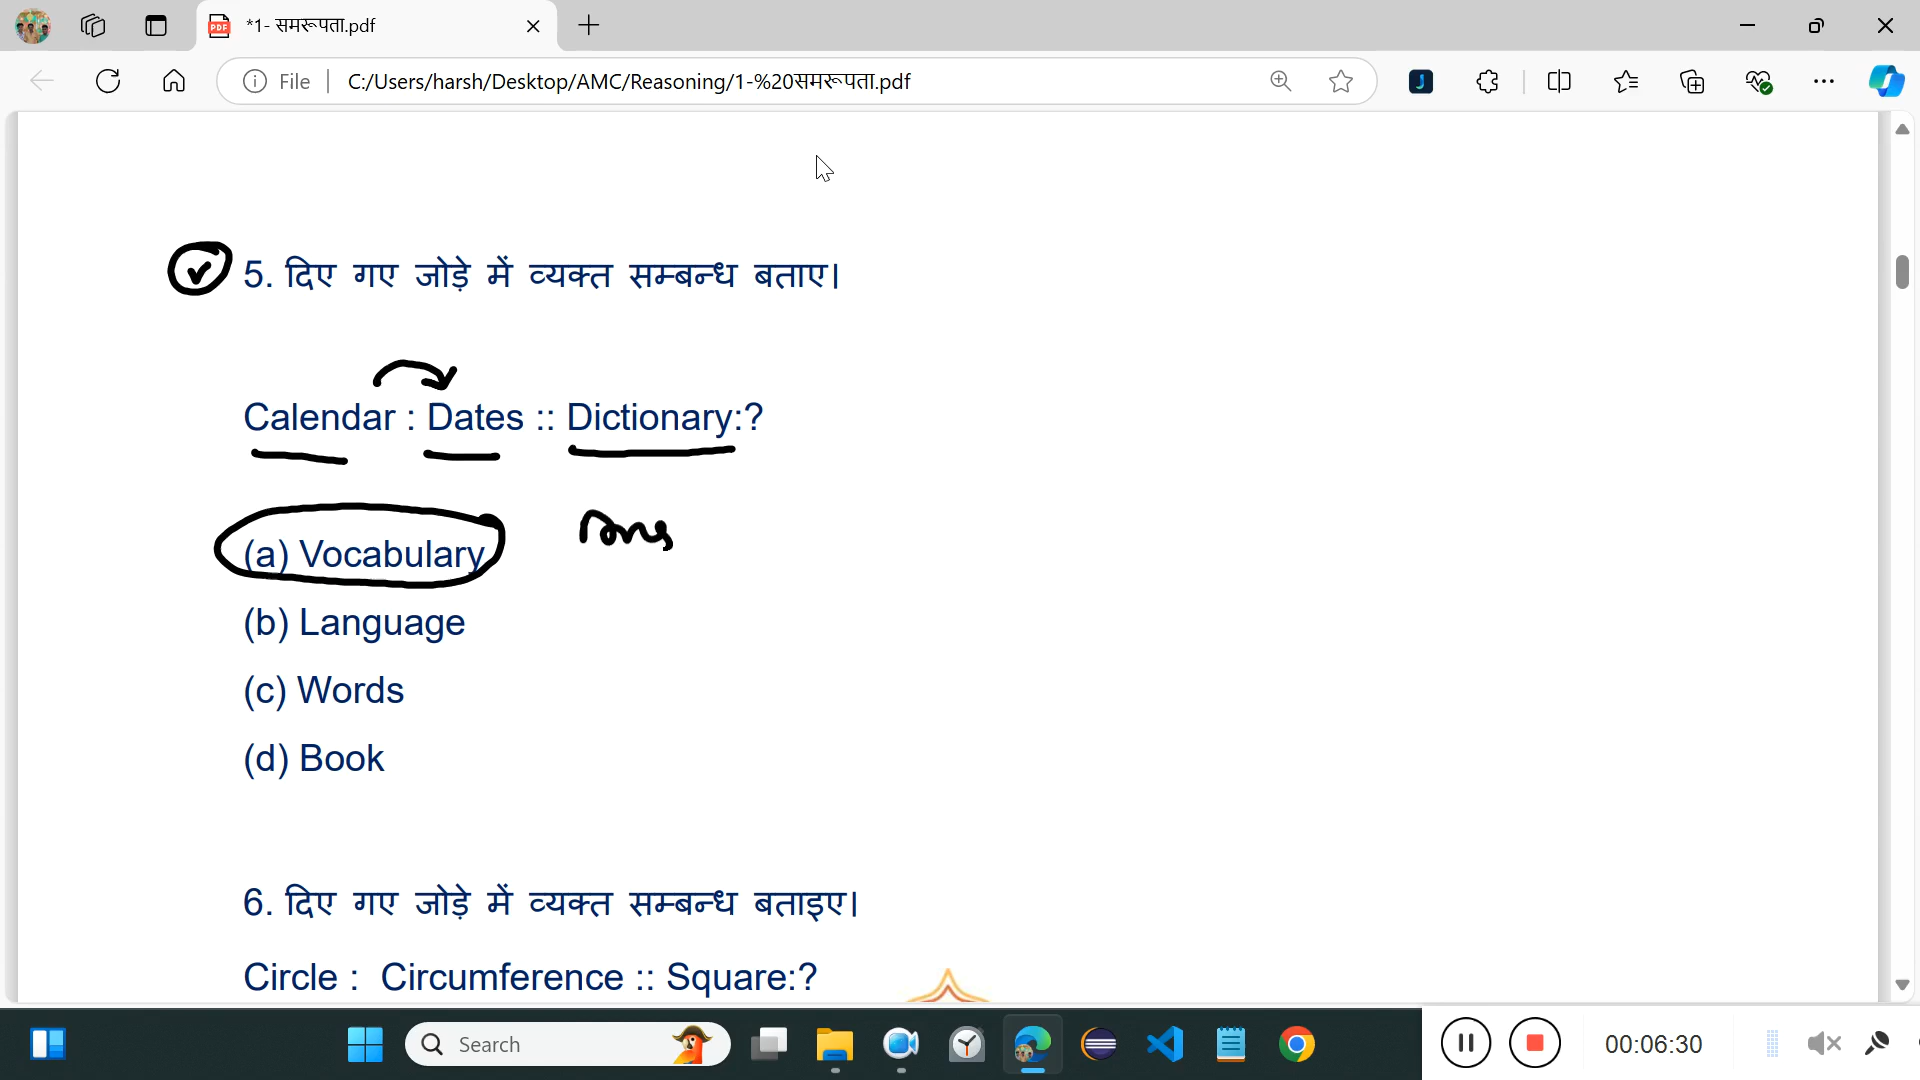 *1- समरूपता.pdf
File
C:/Users/harsh/Desktop/AMC/Reasoning/1-%20समरूपता.pdf
5. दिए गए जोड़े में व्यक्त सम्बन्ध बताए।
Calendar : Dates :: Dictionary:?
(a) Vocabulary
Ans
(b) Language
(c) Words
(d) Book
6. दिए गए जोड़े में व्यक्त सम्बन्ध बताइए।
Circle : Circumference :: Square:?
Search
00:06:30